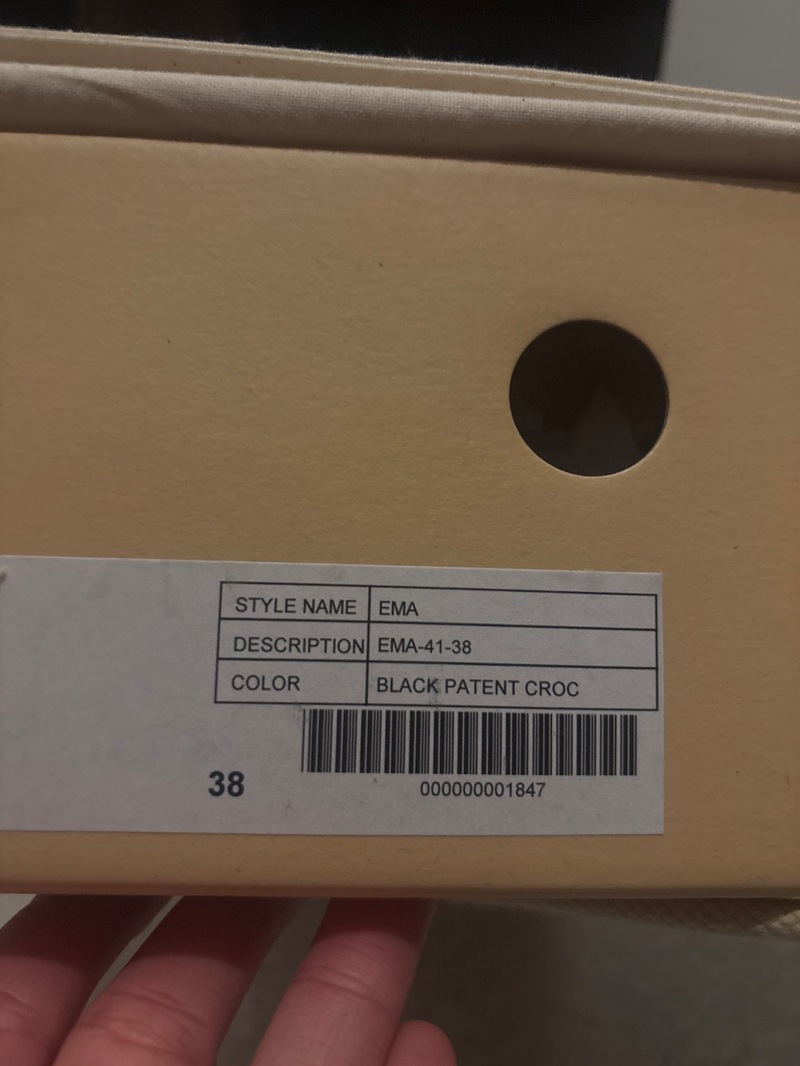 STYLE NAME EMA
DESCRIPTION EMA-41-38
COLOR BLACK PATENT CROC
38
000000001847